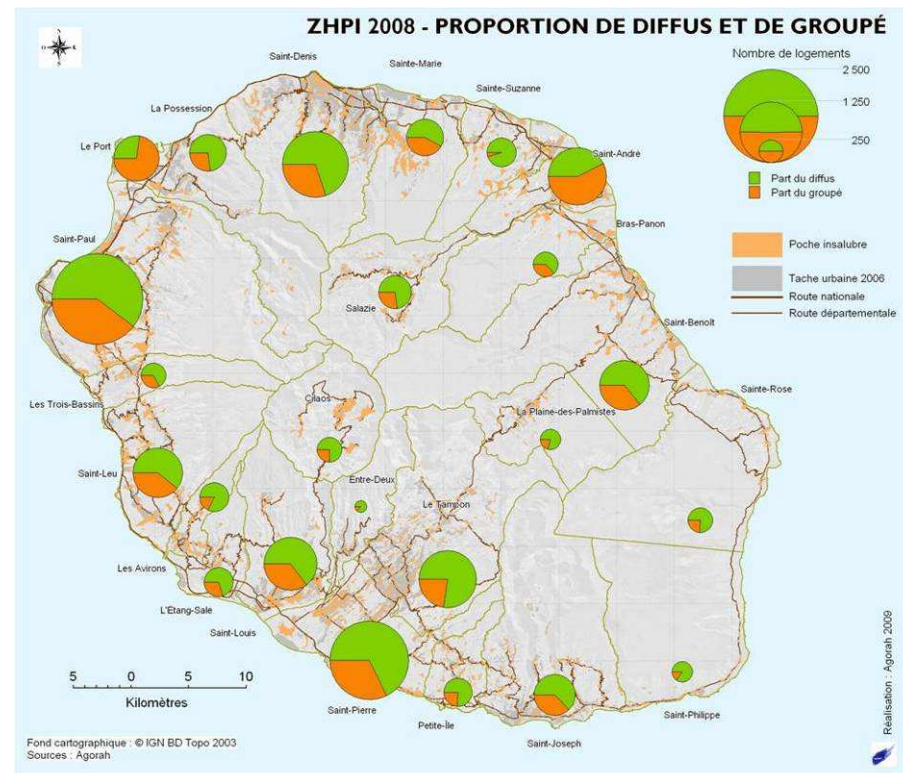 ZHPI 2008 - PROPORTION DE DIFFUS ET DE GROUPÉ
N
O E
S
Nombre de logements
2 500
1 250
250
Part du diffus
Part du groupé
Poche insalubre
Tache urbaine 2006
Route nationale
Route départementale
Saint-Denis
Sainte-Marie
Sainte-Suzanne
La Possession
Le Port
Saint-André
Bras-Panon
Saint-Paul
Salazie
Saint-Benoît
Sainte-Rose
Les Trois-Bassins
Cilaos
La Plaine-des-Palmistes
Saint-Leu
Entre-Deux
Le Tampon
Les Avirons
L'Étang-Sale
Saint-Louis
Saint-Pierre
Petite-Île
Saint-Joseph
Saint-Philippe
5 0 5 10
Kilomètres
Fond cartographique : © IGN BD Topo 2003
Sources : Agorah
Réalisation : Agorah 2009